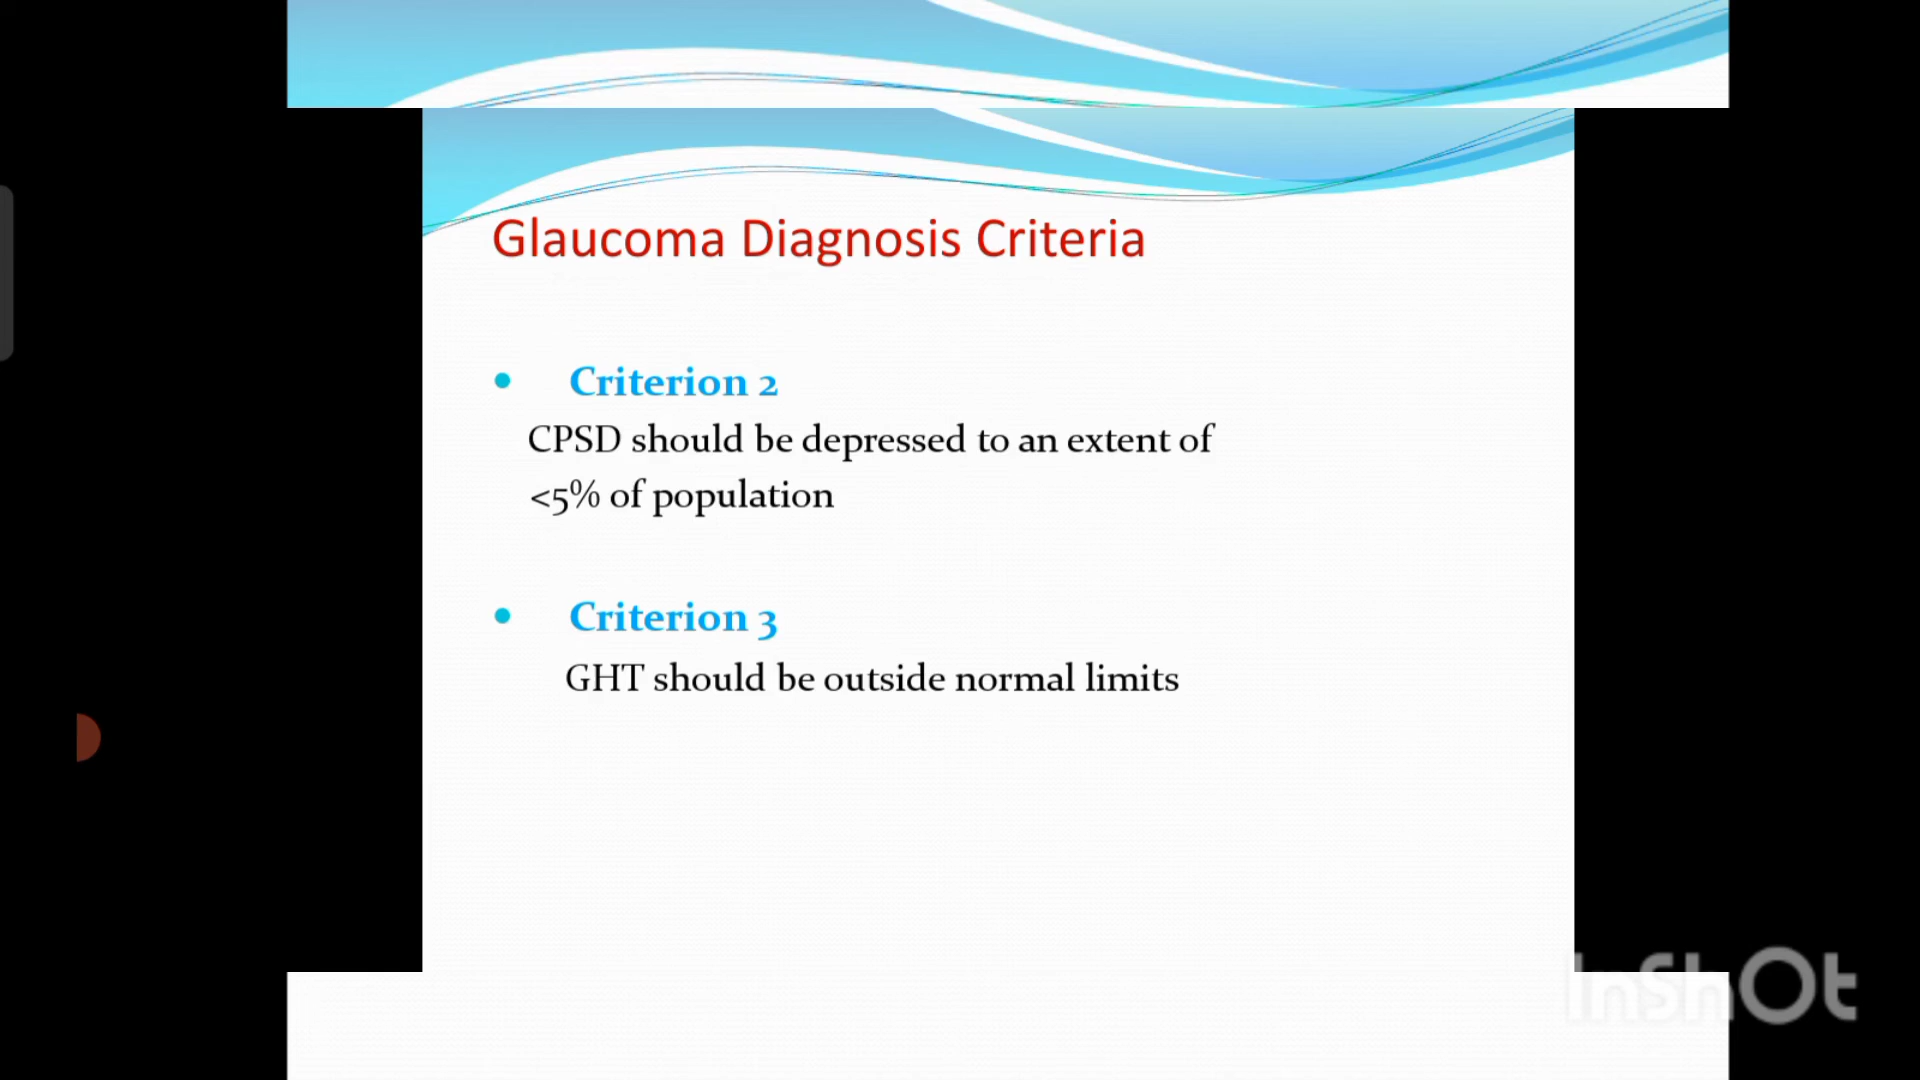 Glaucoma Diagnosis Criteria
Criterion 2
CPSD should be depressed to an extent of
<5% of population
Criterion 3
GHT should be outside normal limits
InShOt